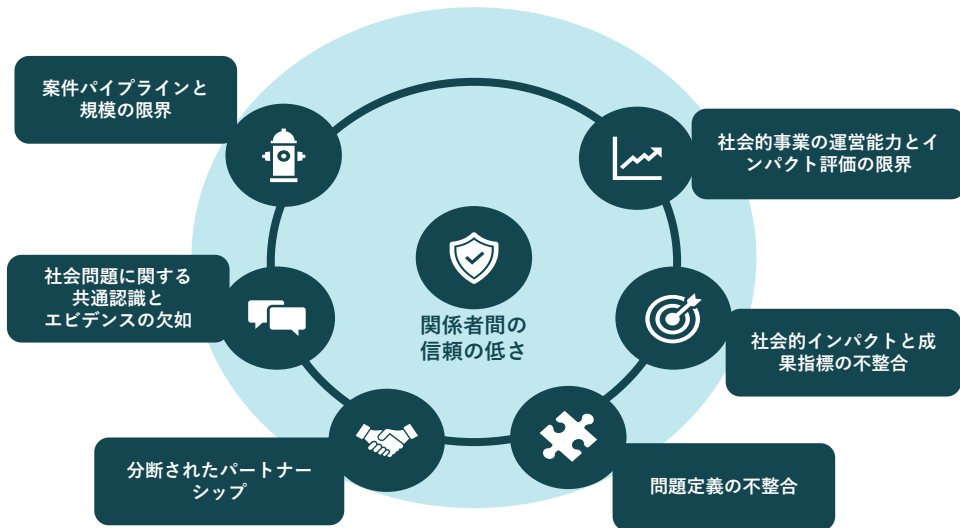 案件パイプラインと
規模の限界
社会的事業の運営能力とイ
ンパクト評価の限界
社会問題に関する
共通認識と
エビデンスの欠如
関係者間の
信頼の低さ
社会的インパクトと成
果指標の不整合
分断されたパートナー
シップ
問題定義の不整合